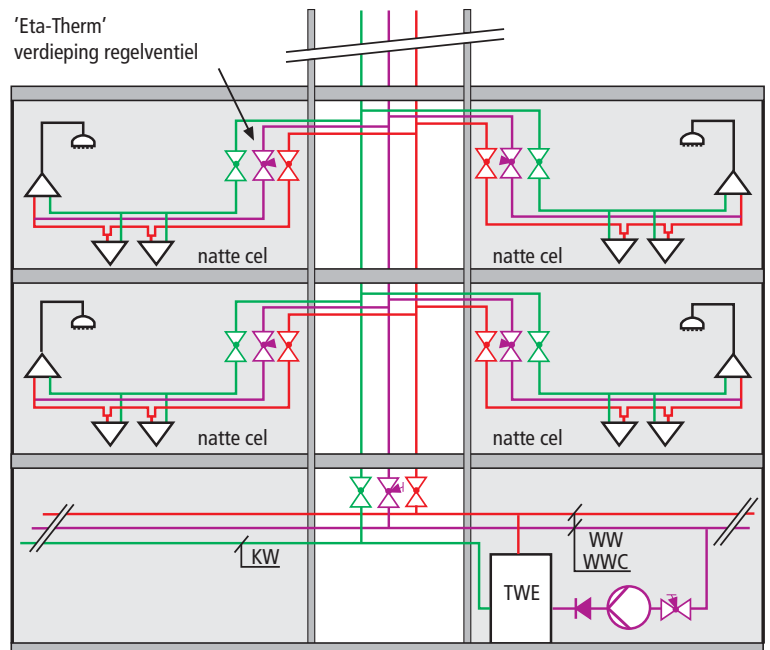 'Eta-Therm'
verdieping regelventiel
natte cel
natte cel
natte cel
natte cel
KW
WW
WWC
TWE